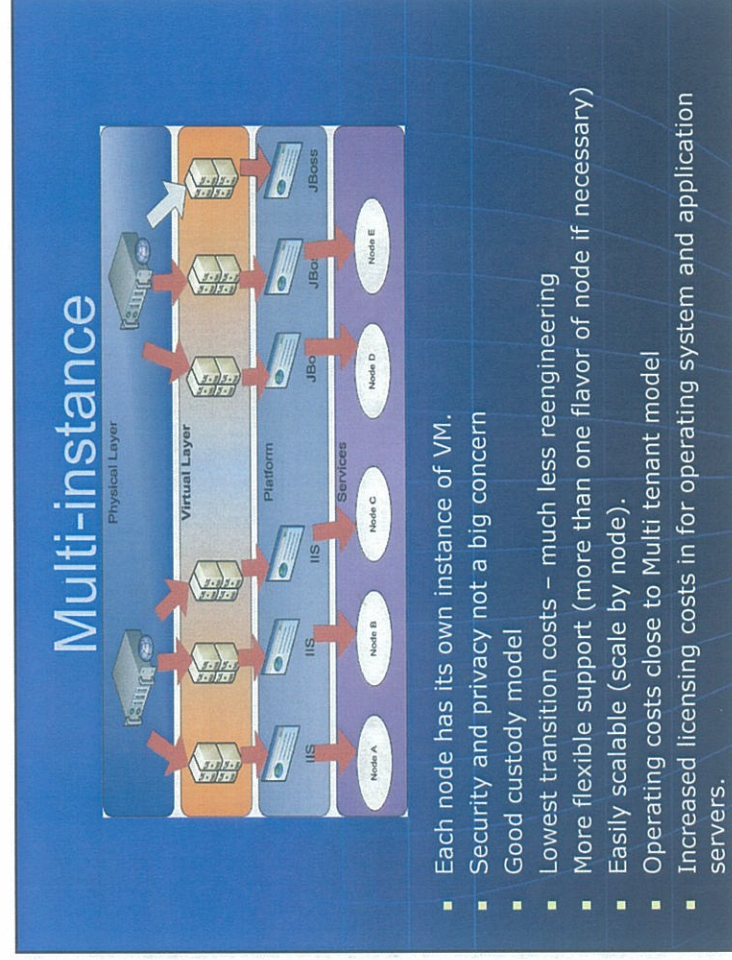 Multi-instance
Physical Layer
Virtual Layer
Platform
IIS
IIS
IIS
JBo
JBos
JBoss
Services
Node A
Node B
Node C
Node D
Node E
Each node has its own instance of VM.
Security and privacy not a big concern
Good custody model
Lowest transition costs – much less reengineering
More flexible support (more than one flavor of node if necessary)
Easily scalable (scale by node).
Operating costs close to Multi tenant model
Increased licensing costs in for operating system and application
servers.